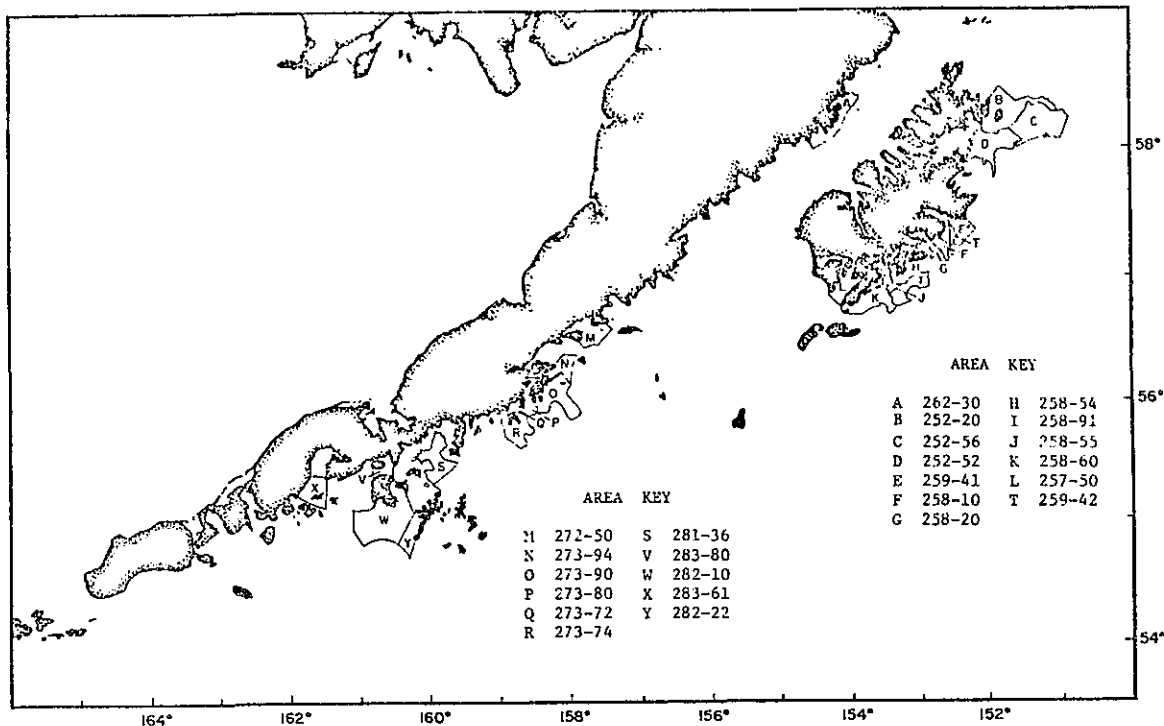 B
C
D
58°
T
F
H
G
I
K
J
M
N
O
Q P
R
S
V
X
W
Y
56°
AREA KEY
A 262-30 H 258-54
B 252-20 I 258-91
C 252-56 J 258-55
D 252-52 K 258-60
E 259-41 L 257-50
F 258-10 T 259-42
G 258-20
AREA KEY
M 272-50 S 281-36
N 273-94 V 283-80
O 273-90 W 282-10
P 273-80 X 283-61
Q 273-72 Y 282-22
R 273-74
54°
164° 162° 160° 158° 156° 154° 152°